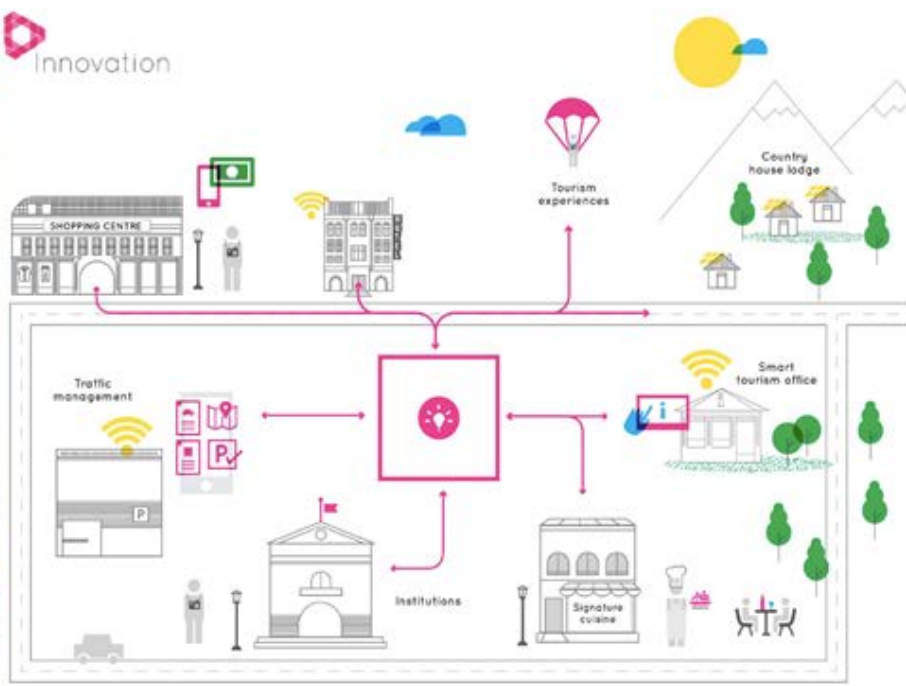 Innovation
Country
house lodge
Tourism
experiences
SHOPPING CENTRE
Traffic
management
Smart
tourism office
i
P
P
Institutions
Signature
cuisine